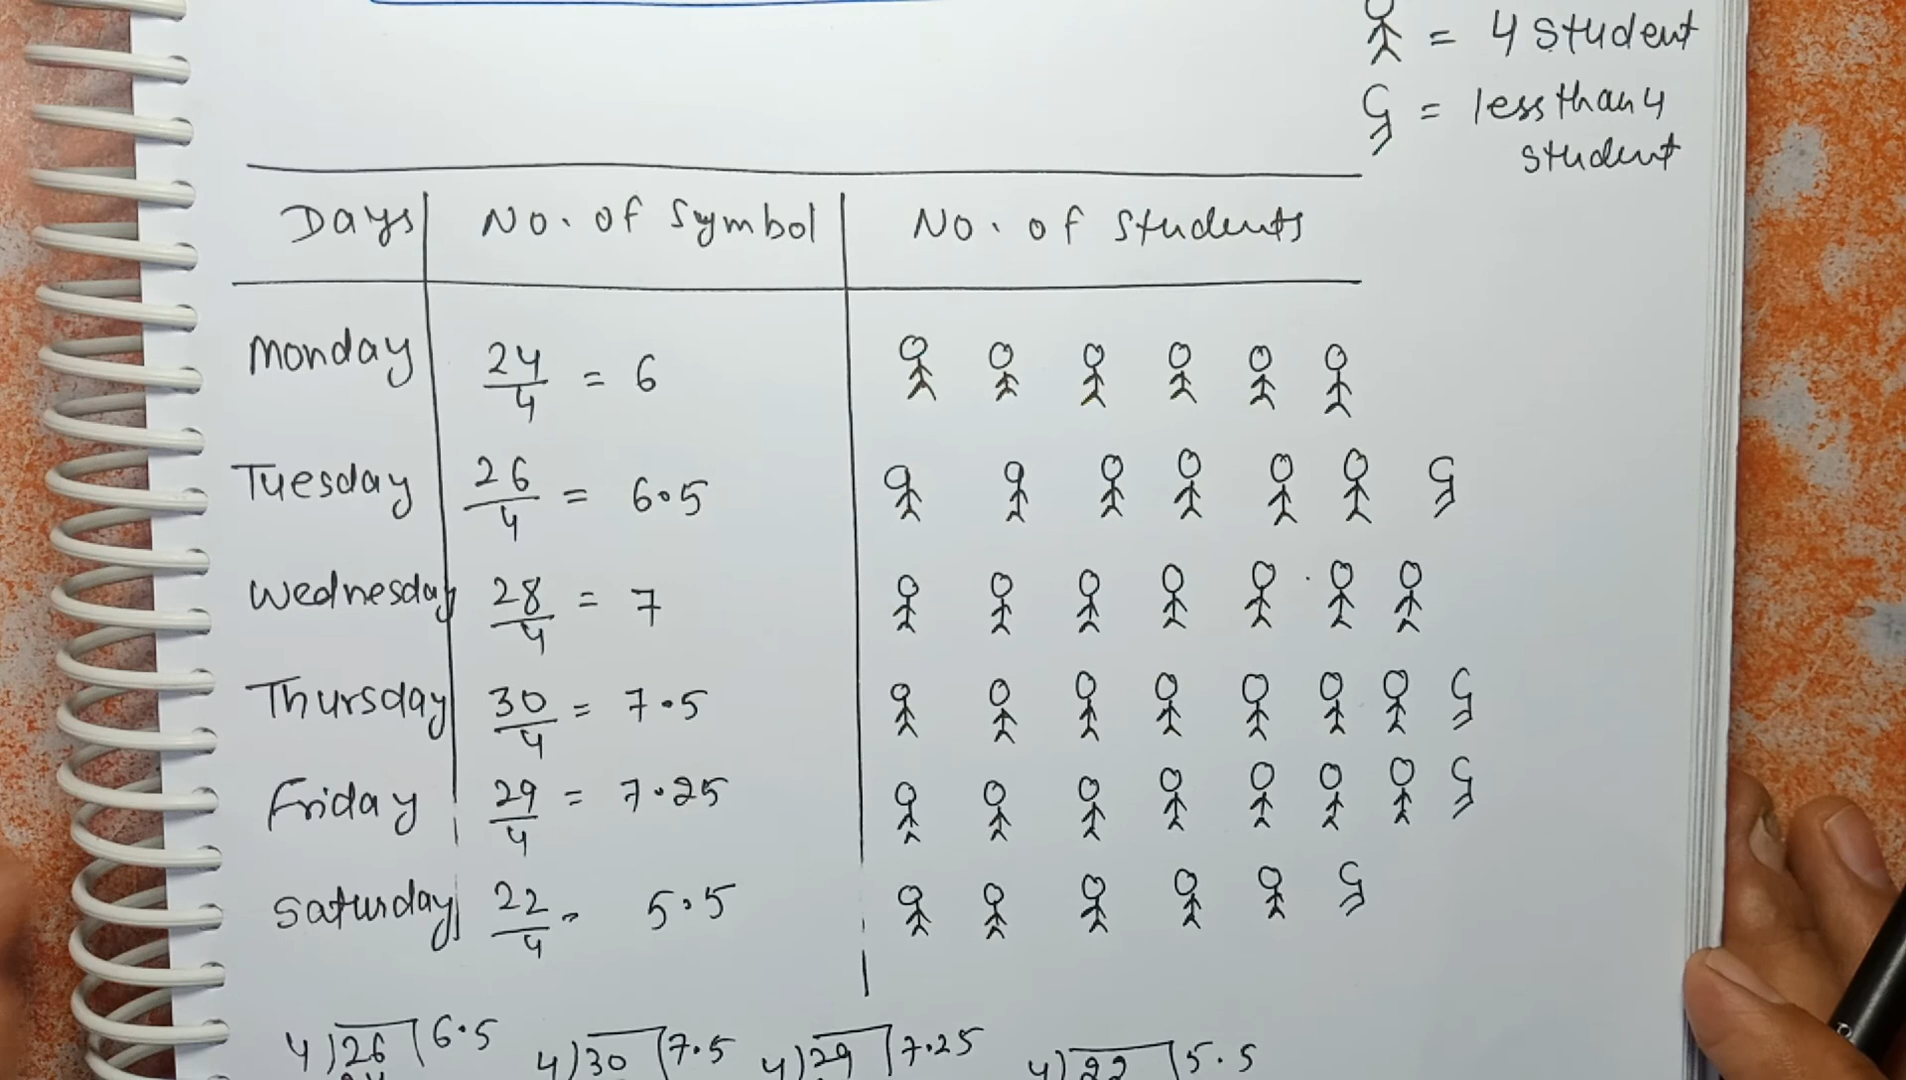 = 4 student
= less than 4
student
Days No. of Symbol No. of Students
Monday 24/4 = 6
Tuesday 26/4 = 6.5
Wednesday 28/4 = 7
Thursday 30/4 = 7.5
Friday 29/4 = 7.25
Saturday 22/4 = 5.5
4)26(6.5 4)30(7.5 4)29(7.25 4)22(5.5